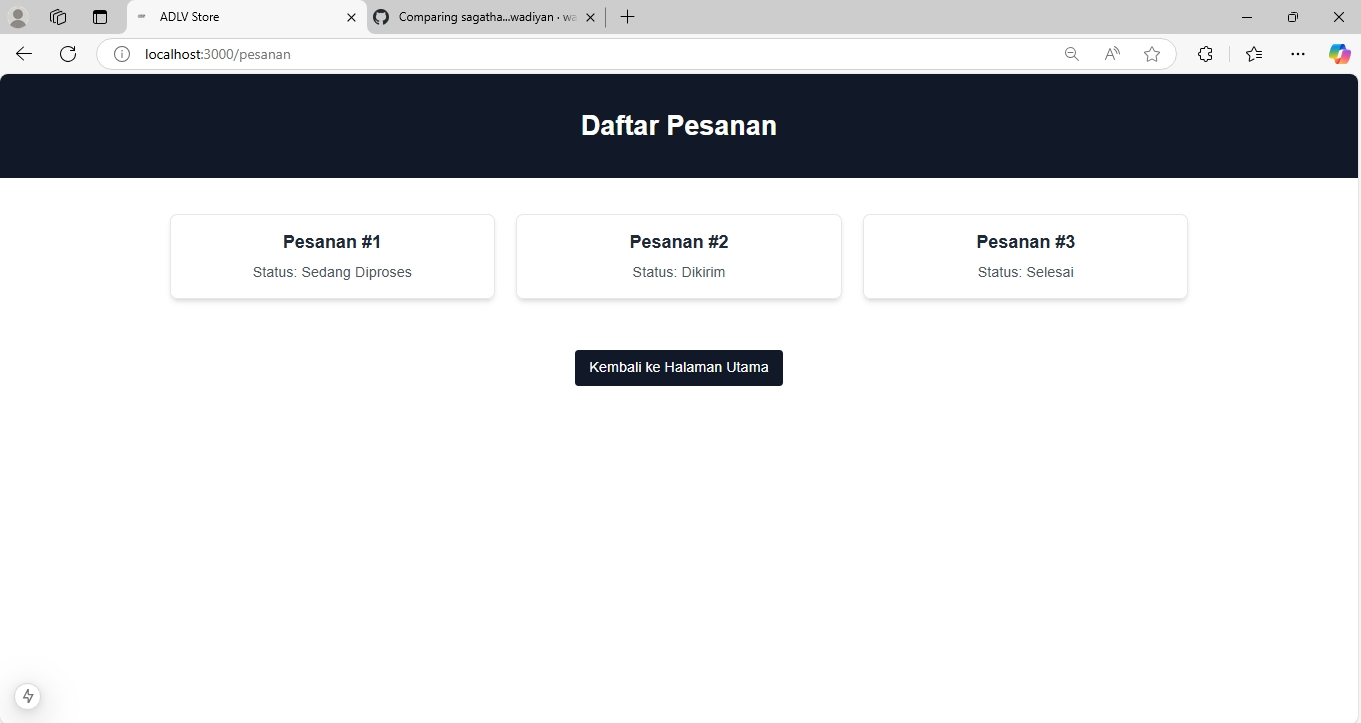 ADLV Store
Comparing sagatha...wadiyan · wa
localhost:3000/pesanan
Daftar Pesanan
Pesanan #1
Status: Sedang Diproses
Pesanan #2
Status: Dikirim
Pesanan #3
Status: Selesai
Kembali ke Halaman Utama